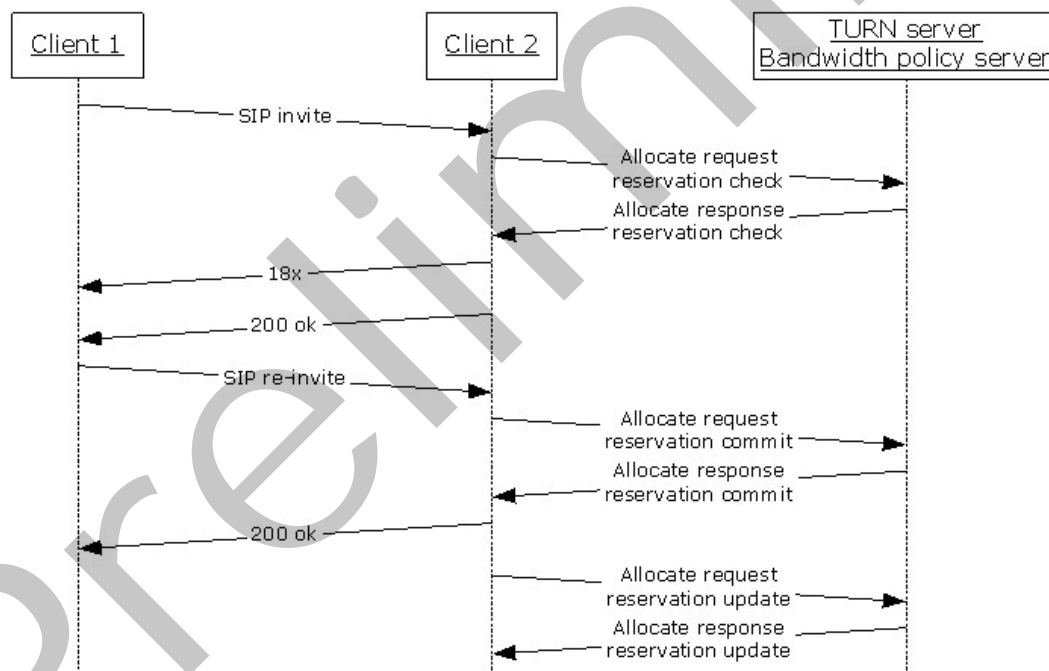 Client 1
Client 2
TURN server
Bandwidth policy server
SIP invite
Allocate request
reservation check
Allocate response
reservation check
18x
200 ok
SIP re-invite
Allocate request
reservation commit
Allocate response
reservation commit
200 ok
Allocate request
reservation update
Allocate response
reservation update
Prelim